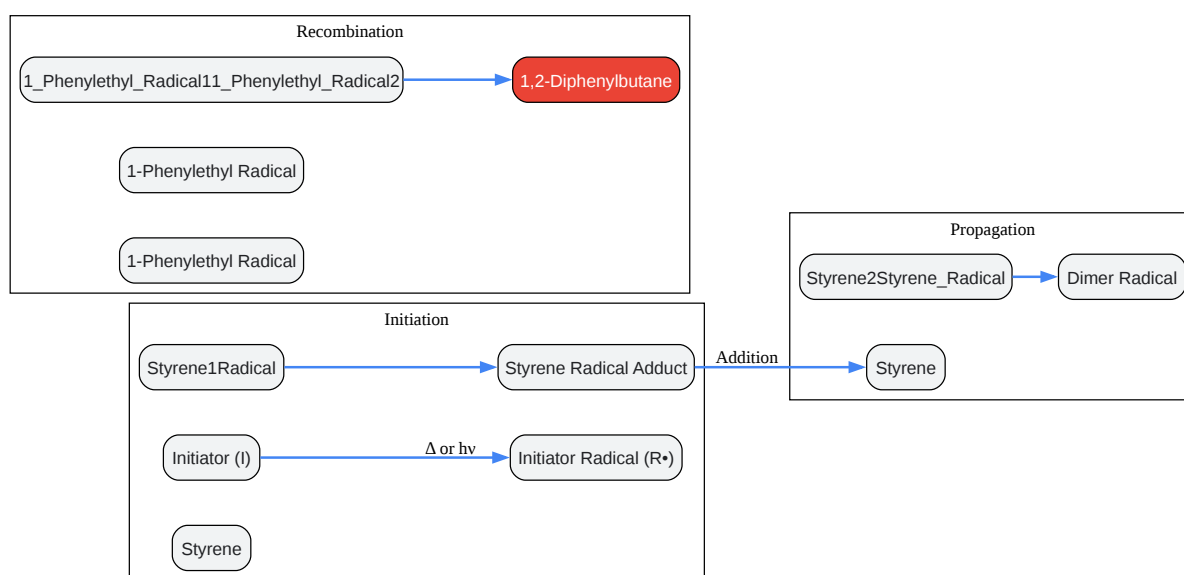 Recombination
1_Phenylethyl_Radical11_Phenylethyl_Radical2
1,2-Diphenylbutane
1-Phenylethyl Radical
1-Phenylethyl Radical
Propagation
Styrene2Styrene_Radical
Dimer Radical
Styrene
Initiation
Styrene1Radical
Styrene Radical Adduct
Addition
Initiator (I)
Δ or hν
Initiator Radical (R•)
Styrene